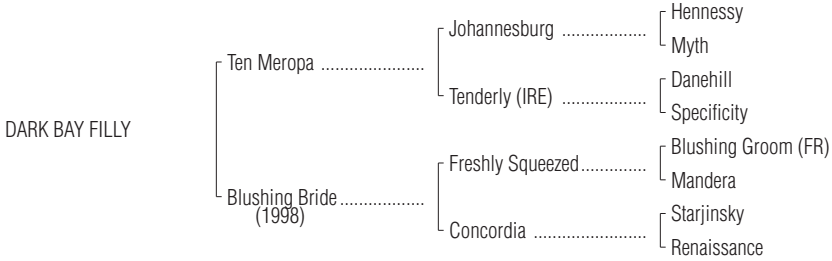 Hennessy
Johannesburg ...................
Myth
Ten Meropa ......................
Danehill
Tenderly (IRE) ...................
Specificity
DARK BAY FILLY
Blushing Groom (FR)
Freshly Squeezed..............
Mandera
Blushing Bride ..................
(1998)
Starjinsky
Concordia ........................
Renaissance